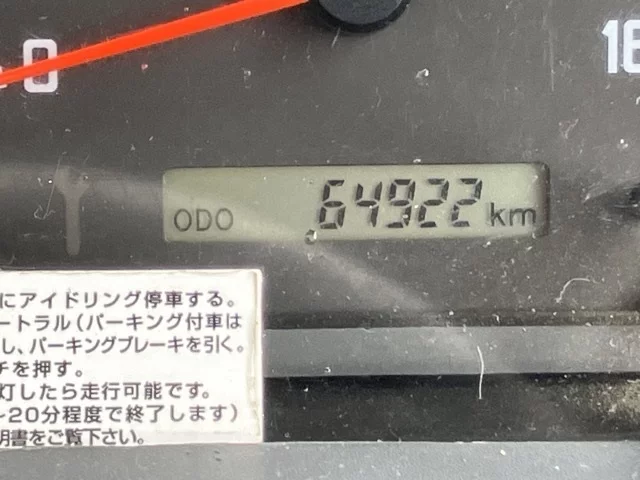 0
16
ODO 64922 km
にアイドリング停車する。
ートラル(パーキング付車は
し、パーキングブレーキを引く。
チを押す。
灯したら走行可能です。
～20分程度で終了します)
明書をご覧下さい。